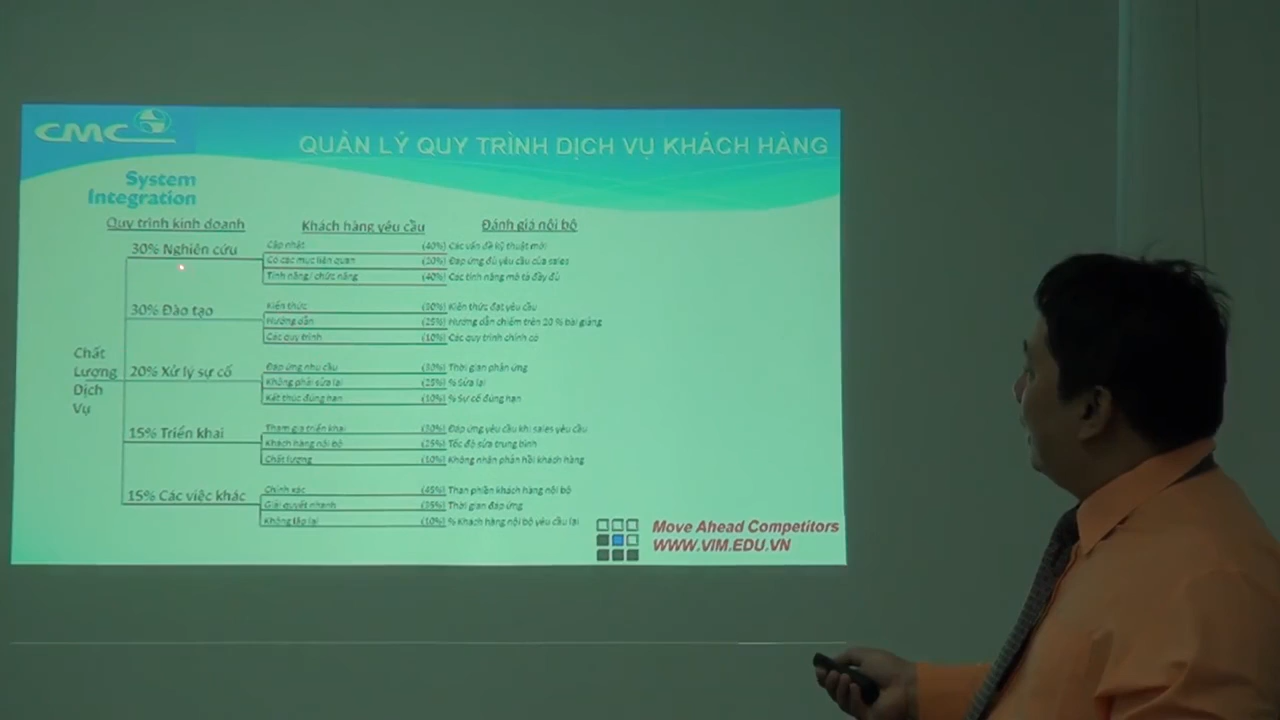 CMC
QUẢN LÝ QUY TRÌNH DỊCH VỤ KHÁCH HÀNG
System
Integration
Quy trình kinh doanh Khách hàng yêu cầu Đánh giá nội bộ
30% Nghiên cứu Cập nhật (40%) Các vấn đề kỹ thuật mới
Có các mục liên quan (20%) Đáp ứng đủ yêu cầu của sales
Tính năng/ chức năng (40%) Các tính năng mô tả đầy đủ
30% Đào tạo Kiến thức (30%) Kiến thức đạt yêu cầu
Hướng dẫn (25%) Hướng dẫn chiếm trên 20 % bài giảng
Các quy trình (10%) Các quy trình chính có
Chất
Lượng
Dịch
Vụ
20% Xử lý sự cố Đáp ứng nhu cầu (30%) Thời gian phản ứng
Không phải sửa lại (25%) % Sửa lại
Kết thúc đúng hạn (10%) % Sự cố đúng hạn
15% Triển khai Tham gia triển khai (30%) Đáp ứng yêu cầu khi sales yêu cầu
Khách hàng nội bộ (25%) Tốc độ sửa trung bình
Chất lượng (10%) Không nhận phản hồi khách hàng
15% Các việc khác Chính xác (45%) Than phiền khách hàng nội bộ
Giải quyết nhanh (35%) Thời gian đáp ứng
Không lặp lại (10%) % Khách hàng nội bộ yêu cầu lại
Move Ahead Competitors
WWW.VIM.EDU.VN